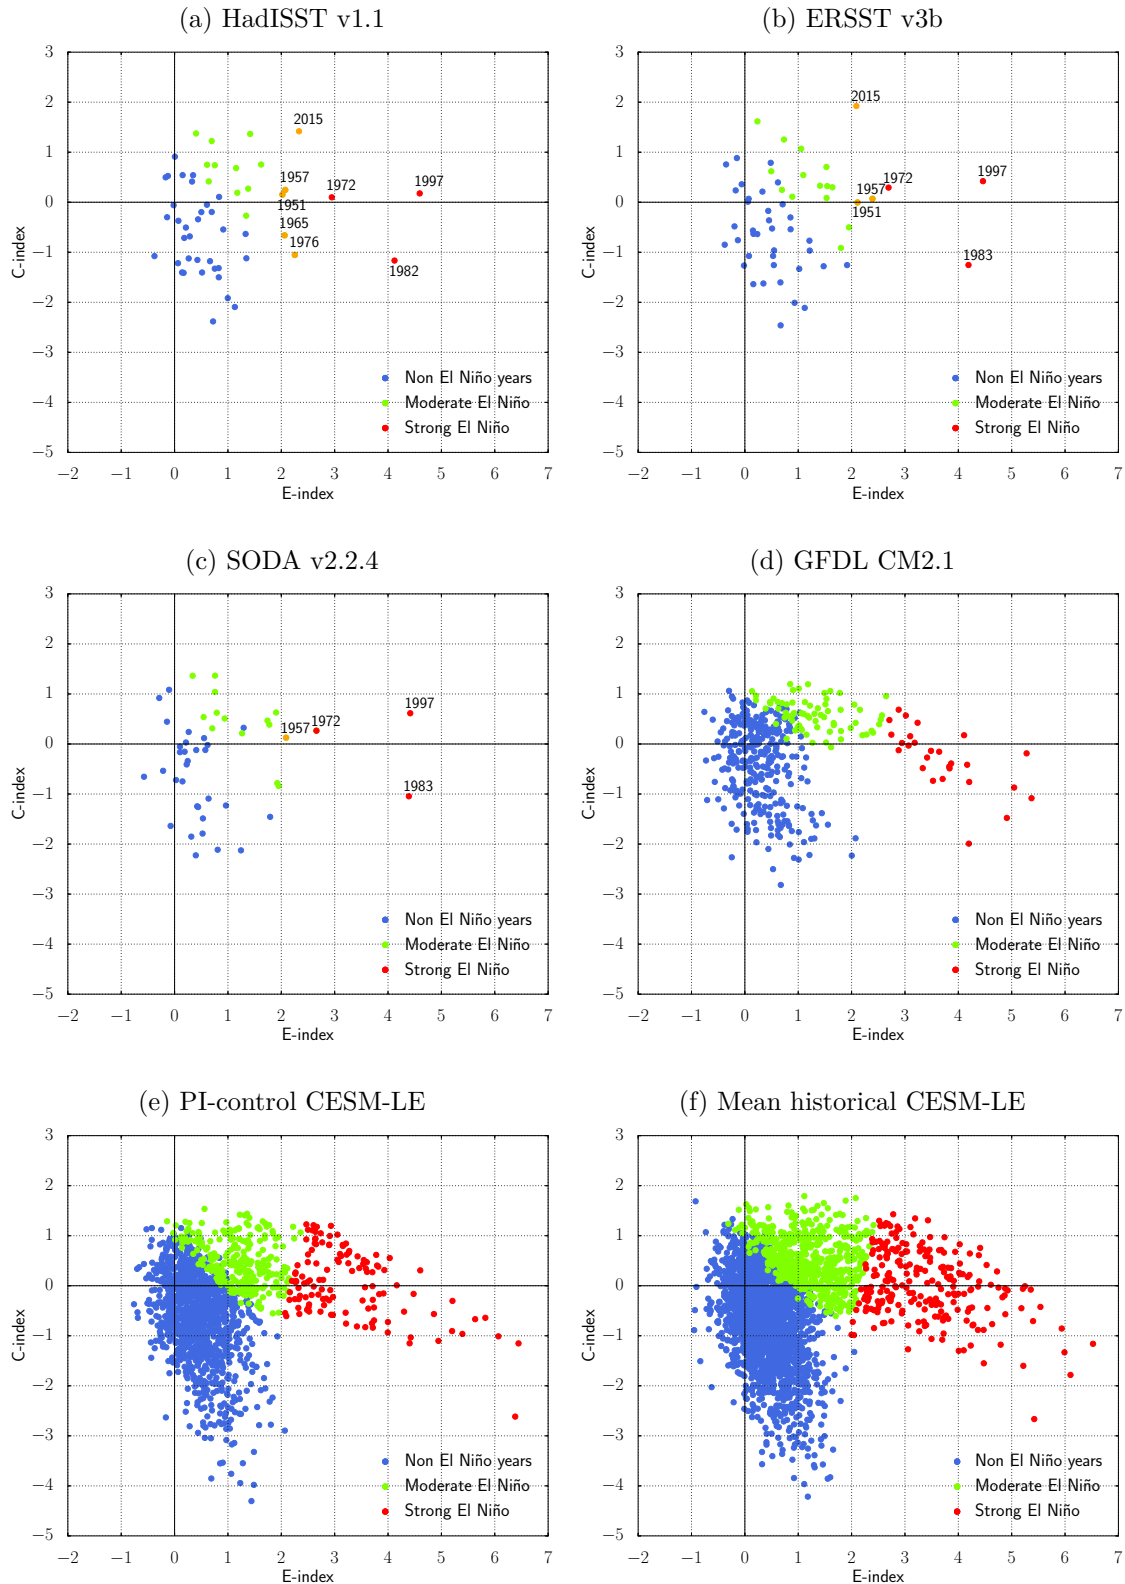 (a) HadISST v1.1
(b) ERSST v3b
3
2
1
0
−1
−2
−3
−4
−5
C-index
2015
1957
1972
1997
1951
1965
1976
1982
Non El Niño years
Moderate El Niño
Strong El Niño
−2 −1 0 1 2 3 4 5 6 7
E-index
3
2
1
0
−1
−2
−3
−4
−5
C-index
2015
1972
1997
1957
1951
1983
Non El Niño years
Moderate El Niño
Strong El Niño
−2 −1 0 1 2 3 4 5 6 7
E-index
(c) SODA v2.2.4
(d) GFDL CM2.1
3
2
1
0
−1
−2
−3
−4
−5
C-index
1997
1957
1972
1983
Non El Niño years
Moderate El Niño
Strong El Niño
−2 −1 0 1 2 3 4 5 6 7
E-index
3
2
1
0
−1
−2
−3
−4
−5
C-index
Non El Niño years
Moderate El Niño
Strong El Niño
−2 −1 0 1 2 3 4 5 6 7
E-index
(e) PI-control CESM-LE
(f) Mean historical CESM-LE
3
2
1
0
−1
−2
−3
−4
−5
C-index
Non El Niño years
Moderate El Niño
Strong El Niño
−2 −1 0 1 2 3 4 5 6 7
E-index
3
2
1
0
−1
−2
−3
−4
−5
C-index
Non El Niño years
Moderate El Niño
Strong El Niño
−2 −1 0 1 2 3 4 5 6 7
E-index